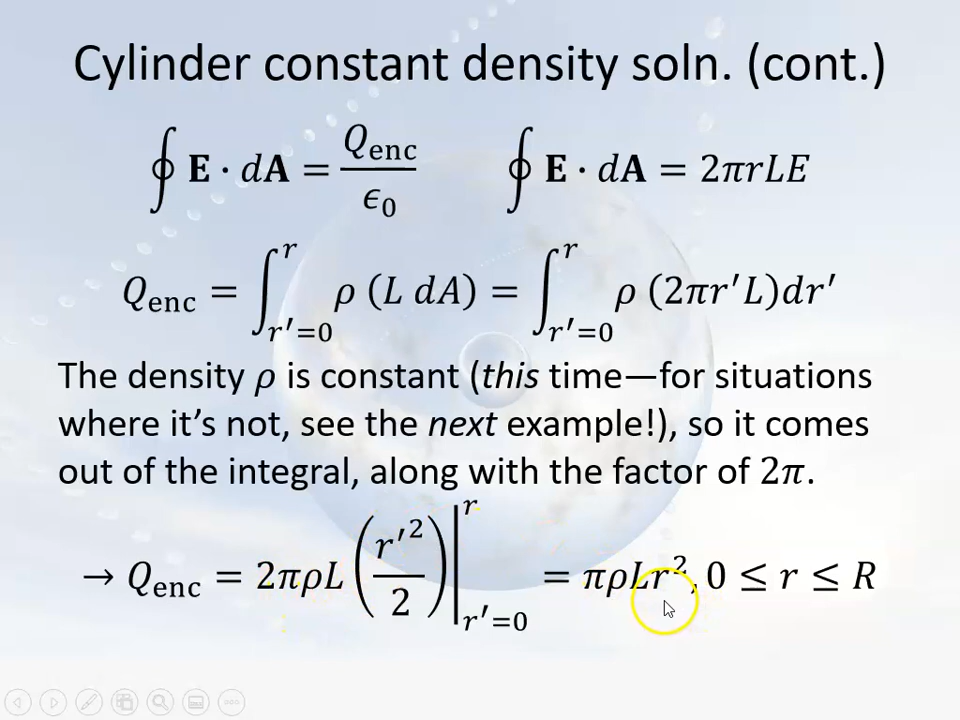 Cylinder constant density soln. (cont.)
∮ 𝐄 · d𝐀 = Q_enc/ϵ₀    ∮ 𝐄 · d𝐀 = 2πrLE
Q_enc = ∫_{r′=0}^{r} ρ (L dA) = ∫_{r′=0}^{r} ρ (2πr′L)dr′
The density ρ is constant (this time—for situations
where it’s not, see the next example!), so it comes
out of the integral, along with the factor of 2π.
→ Q_enc = 2πρL (r′²/2)|_{r′=0}^{r} = πρLr², 0 ≤ r ≤ R